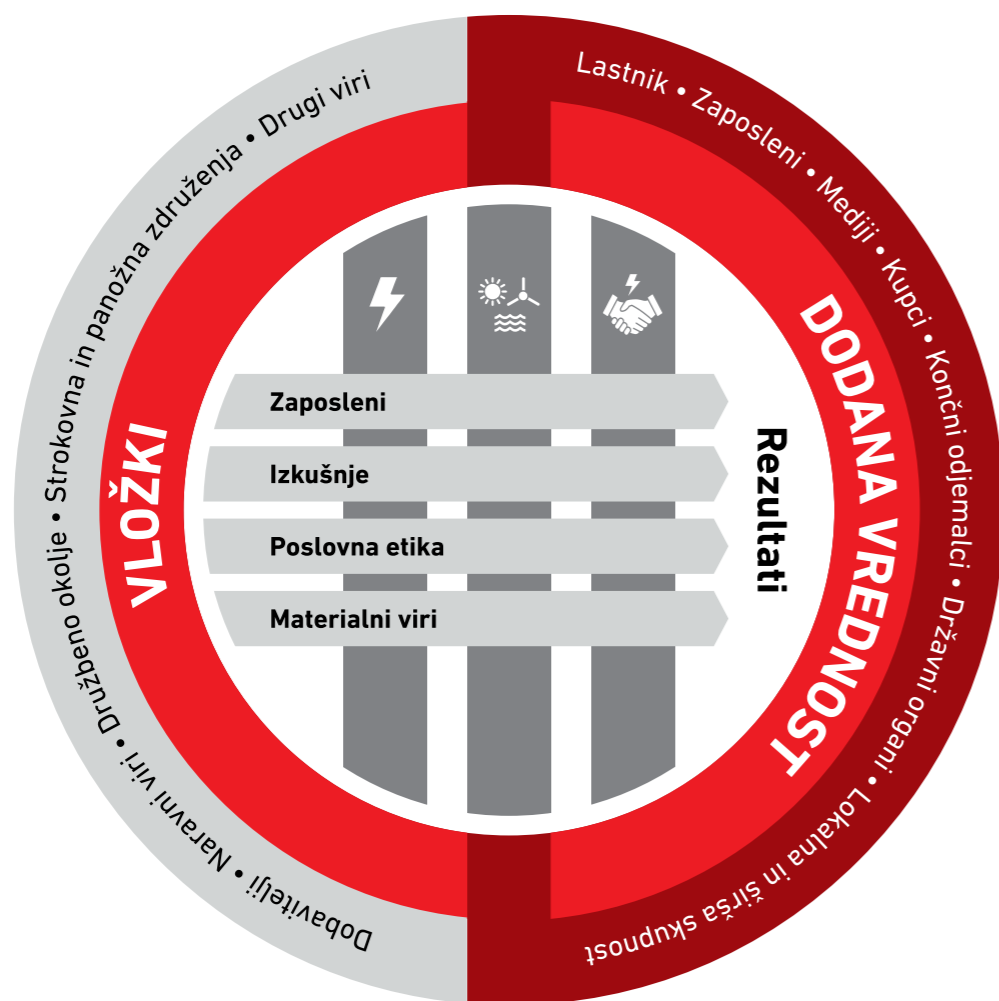 Dobavitelji • Naravni viri • Družbeno okolje • Strokovna in panožna združenja • Drugi viri
VLOŽKI
Zaposleni
Izkušnje
Poslovna etika
Materialni viri
Rezultati
DODANA VREDNOST
Lastnik • Zaposleni • Mediji • Kupci • Končni odjemalci • Državni organi • Lokalna in širša skupnost